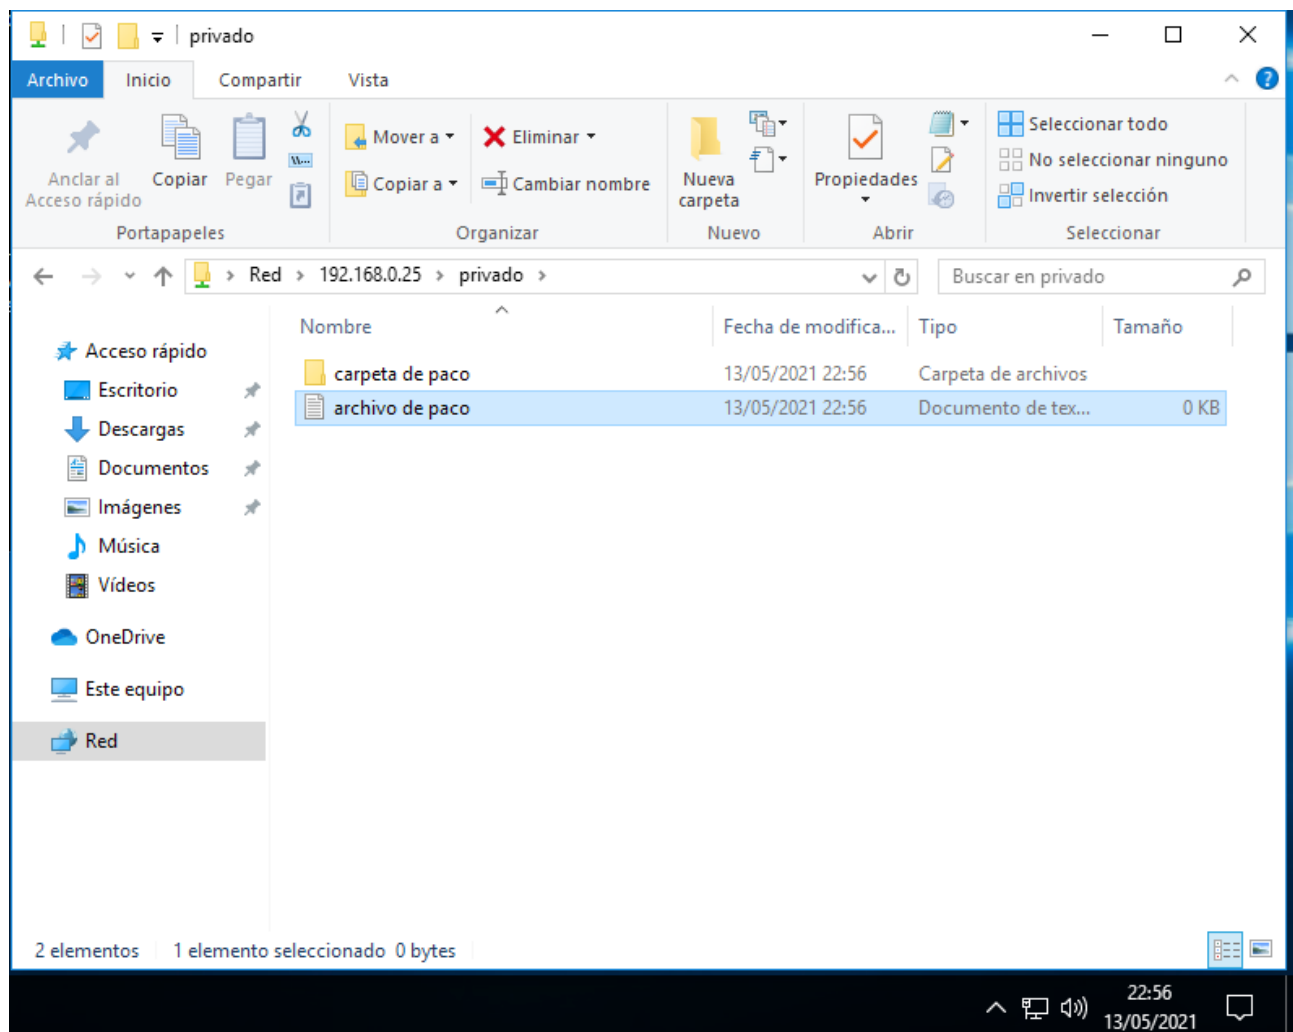 privado
Archivo Inicio Compartir Vista
Anclar al Acceso rápido
Copiar
Pegar
Portapapeles
Mover a
Copiar a
Eliminar
Cambiar nombre
Organizar
Nueva carpeta
Nuevo
Propiedades
Abrir
Seleccionar todo
No seleccionar ninguno
Invertir selección
Seleccionar
Red > 192.168.0.25 > privado >
Buscar en privado
Acceso rápido
Escritorio
Descargas
Documentos
Imágenes
Música
Vídeos
OneDrive
Este equipo
Red
Nombre Fecha de modifica... Tipo Tamaño
carpeta de paco 13/05/2021 22:56 Carpeta de archivos
archivo de paco 13/05/2021 22:56 Documento de tex... 0 KB
2 elementos 1 elemento seleccionado 0 bytes
22:56
13/05/2021